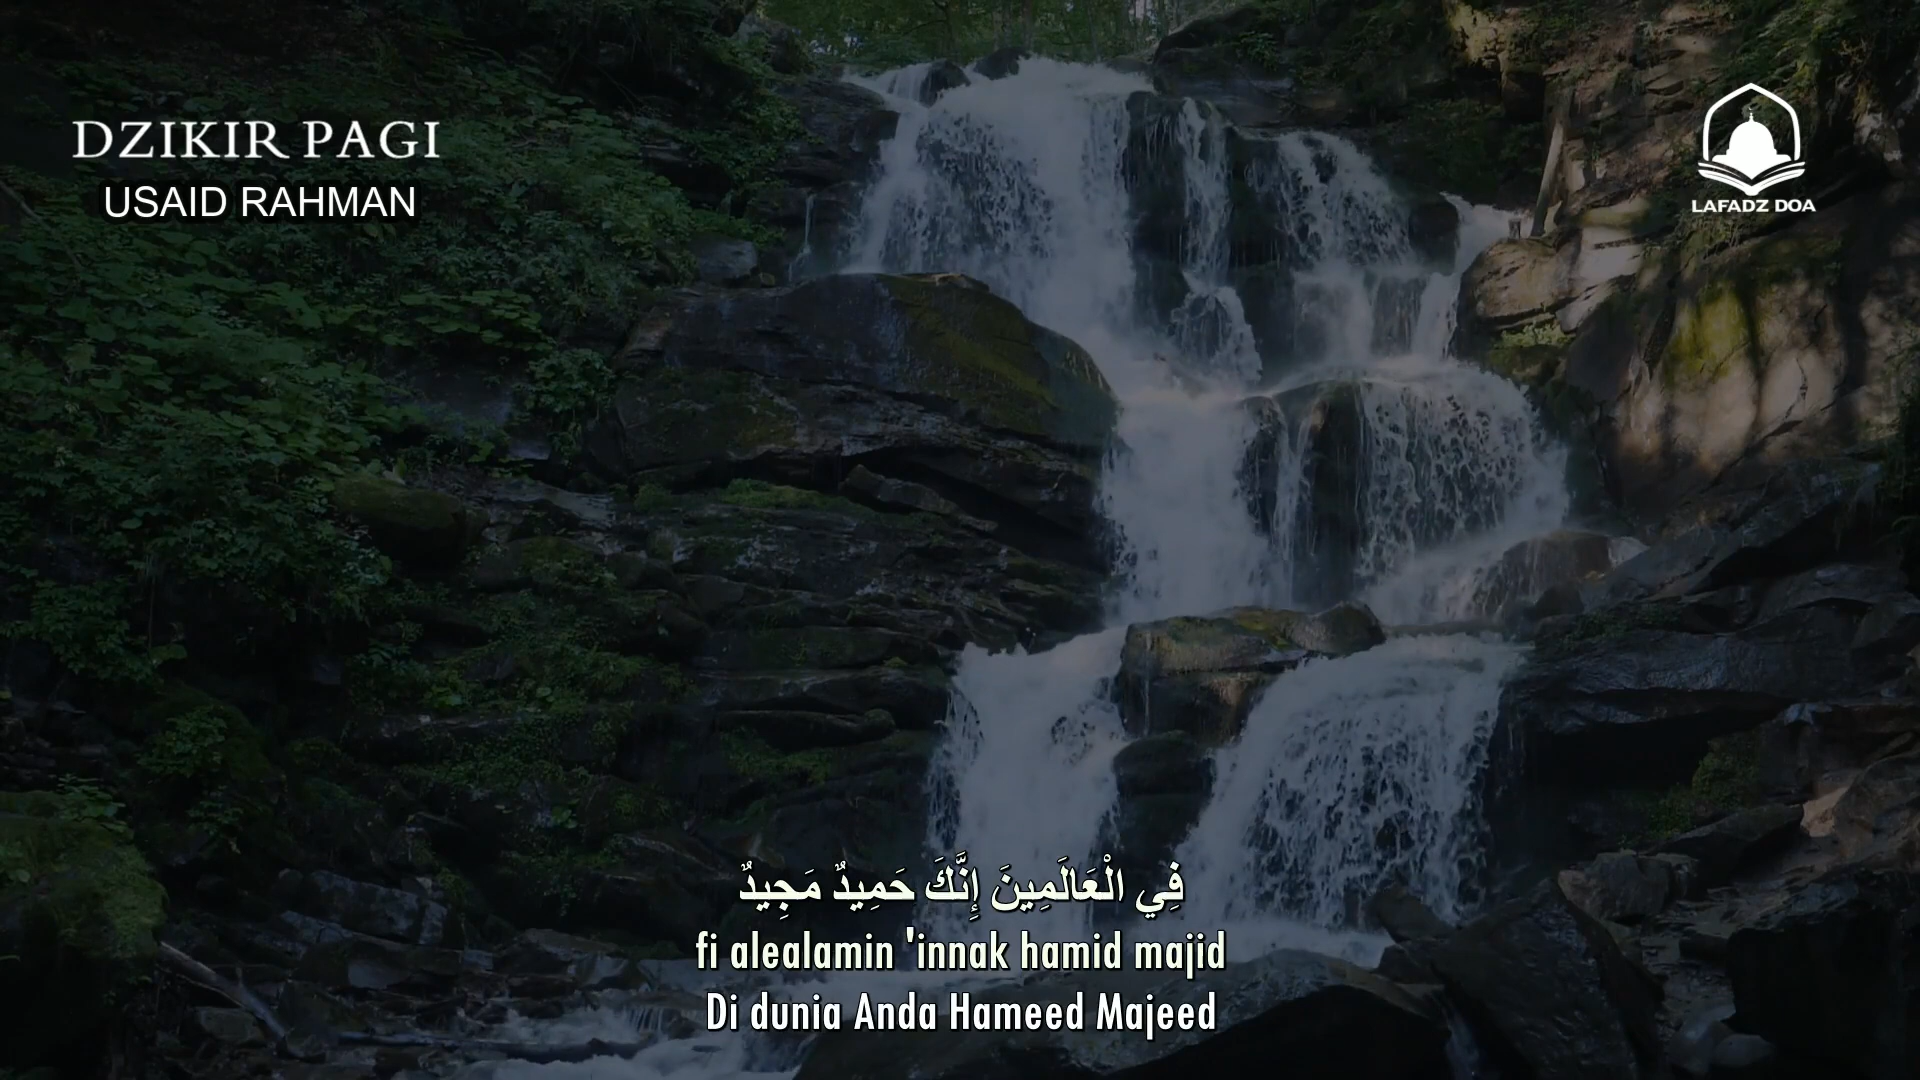 DZIKIR PAGI
USAID RAHMAN
LAFADZ DOA
فِي الْعَالَمِينَ إِنَّكَ حَمِيدٌ مَجِيدٌ
fi alealamin 'innak hamid majid
Di dunia Anda Hameed Majeed